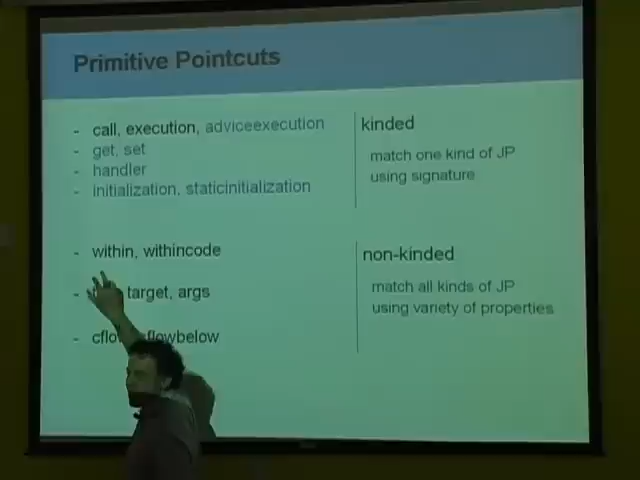 Primitive Pointcuts
- call, execution, adviceexecution
- get, set
- handler
- initialization, staticinitialization
kinded
match one kind of JP
using signature
- within, withincode
- target, args
- cflowbelow
non-kinded
match all kinds of JP
using variety of properties